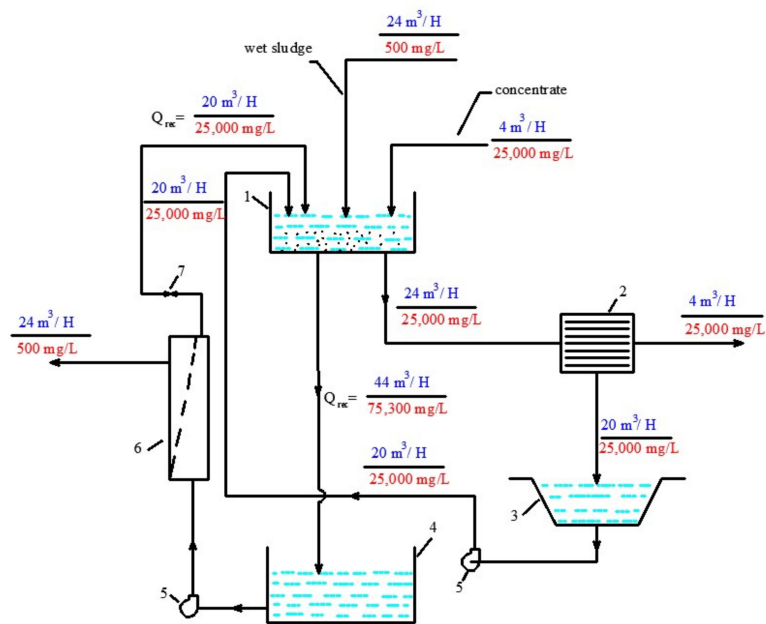 24 m³/ H
500 mg/L
wet sludge
concentrate
Q rec= 20 m³/ H
25,000 mg/L
4 m³/ H
25,000 mg/L
20 m³/ H
25,000 mg/L
1
7
24 m³/ H
25,000 mg/L
2
4 m³/ H
25,000 mg/L
24 m³/ H
500 mg/L
Q rec= 44 m³/ H
75,300 mg/L
20 m³/ H
25,000 mg/L
6
20 m³/ H
25,000 mg/L
3
4
5
5